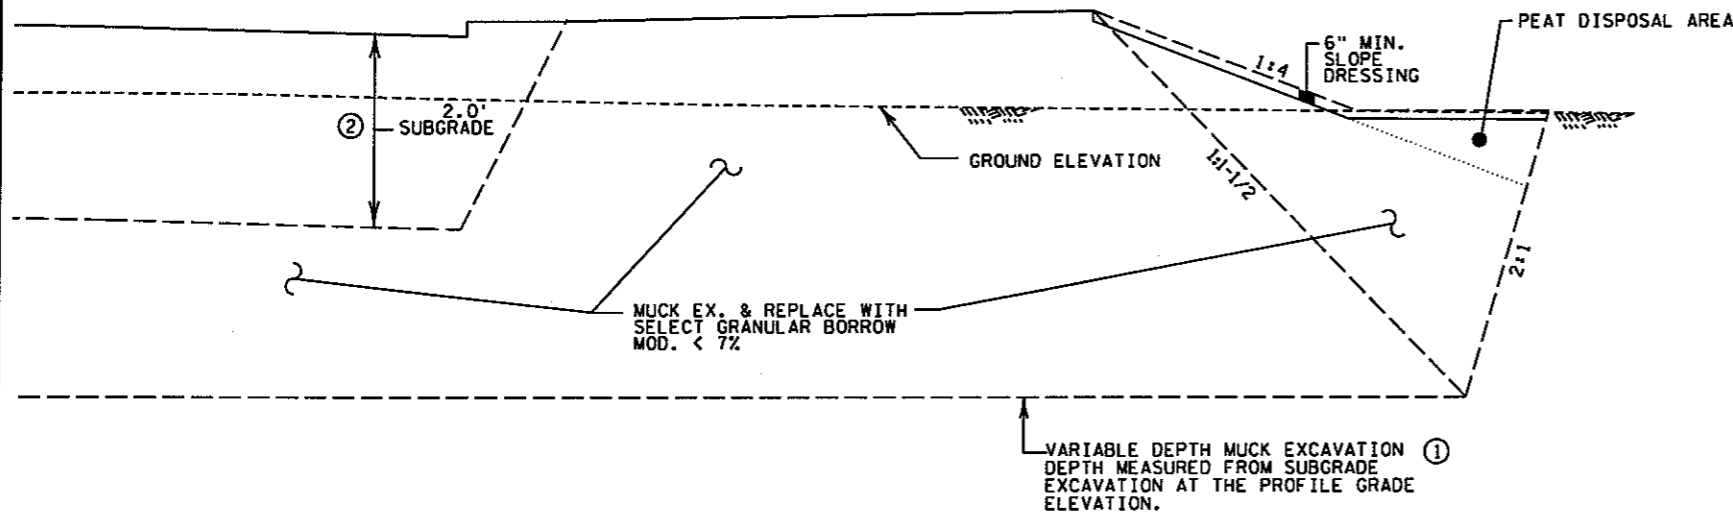 PEAT DISPOSAL AREA
6" MIN.
SLOPE
DRESSING
1:4
2.0'
② SUBGRADE
GROUND ELEVATION
1:1-1/2
2:1
MUCK EX. & REPLACE WITH
SELECT GRANULAR BORROW
MOD. < 7%
VARIABLE DEPTH MUCK EXCAVATION ①
DEPTH MEASURED FROM SUBGRADE
EXCAVATION AT THE PROFILE GRADE
ELEVATION.